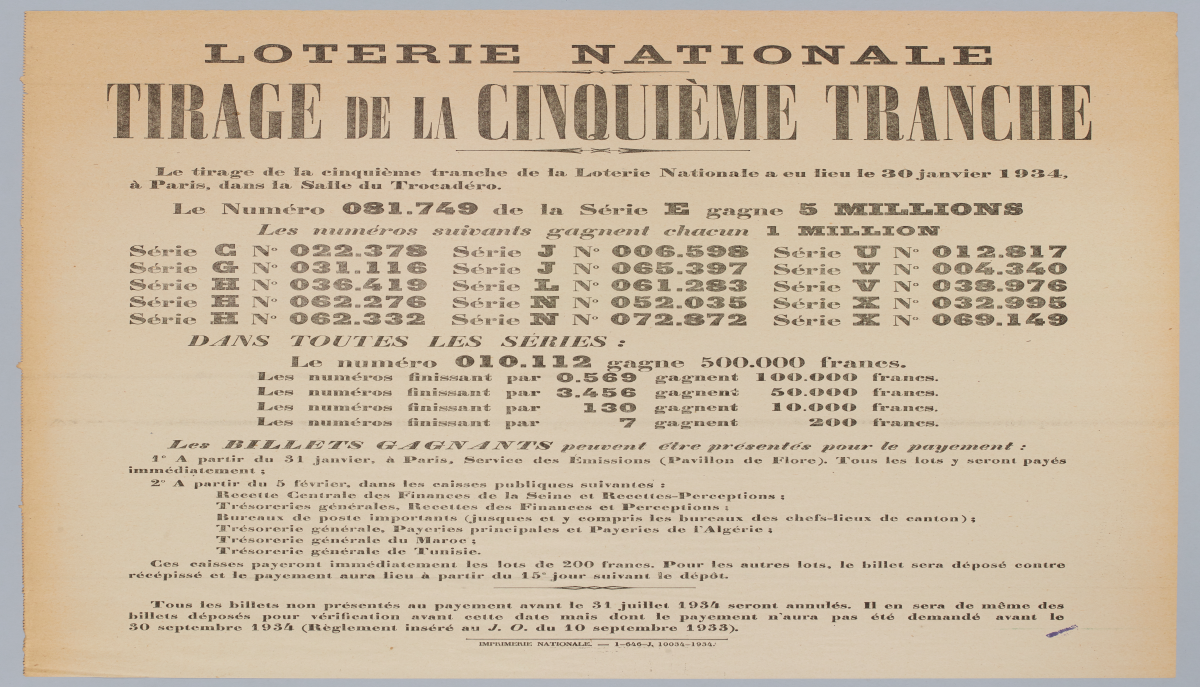 LOTERIE NATIONALE
TIRAGE DE LA CINQUIÈME TRANCHE
Le tirage de la cinquième tranche de la Loterie Nationale a eu lieu le 30 janvier 1934,
à Paris, dans la Salle du Trocadéro.
Le Numéro 081.749 de la Série E gagne 5 MILLIONS
Les numéros suivants gagnent chacun 1 MILLION
Série C N° 022.378 Série J N° 006.598 Série U N° 012.817
Série G N° 031.116 Série J N° 065.397 Série V N° 004.340
Série H N° 036.419 Série L N° 061.283 Série V N° 038.976
Série H N° 062.276 Série N N° 052.035 Série X N° 032.995
Série H N° 062.332 Série N N° 072.872 Série X N° 069.149
DANS TOUTES LES SÉRIES :
Le numéro 010.112 gagne 500.000 francs.
Les numéros finissant par 0.569 gagnent 100.000 francs.
Les numéros finissant par 3.456 gagnent 50.000 francs.
Les numéros finissant par 130 gagnent 10.000 francs.
Les numéros finissant par 7 gagnent 200 francs.
Les BILLETS GAGNANTS peuvent être présentés pour le payement :
1° A partir du 31 janvier, à Paris, Service des Émissions (Pavillon de Flore). Tous les lots y seront payés
immédiatement ;
2° A partir du 5 février, dans les caisses publiques suivantes :
Recette Centrale des Finances de la Seine et Recettes-Perceptions ;
Trésoreries générales, Recettes des Finances et Perceptions ;
Bureaux de poste importants (jusques et y compris les bureaux des chefs-lieux de canton) ;
Trésorerie générale, Payeries principales et Payeries de l'Algérie ;
Trésorerie générale du Maroc ;
Trésorerie générale de Tunisie.
Ces caisses payeront immédiatement les lots de 200 francs. Pour les autres lots, le billet sera déposé contre
récépissé et le payement aura lieu à partir du 15e jour suivant le dépôt.
Tous les billets non présentés au payement avant le 31 juillet 1934 seront annulés. Il en sera de même des
billets déposés pour vérification avant cette date mais dont le payement n'aura pas été demandé avant le
30 septembre 1934 (Règlement inséré au J. O. du 10 septembre 1933).
IMPRIMERIE NATIONALE. — 1-646-J, 10034-1934.